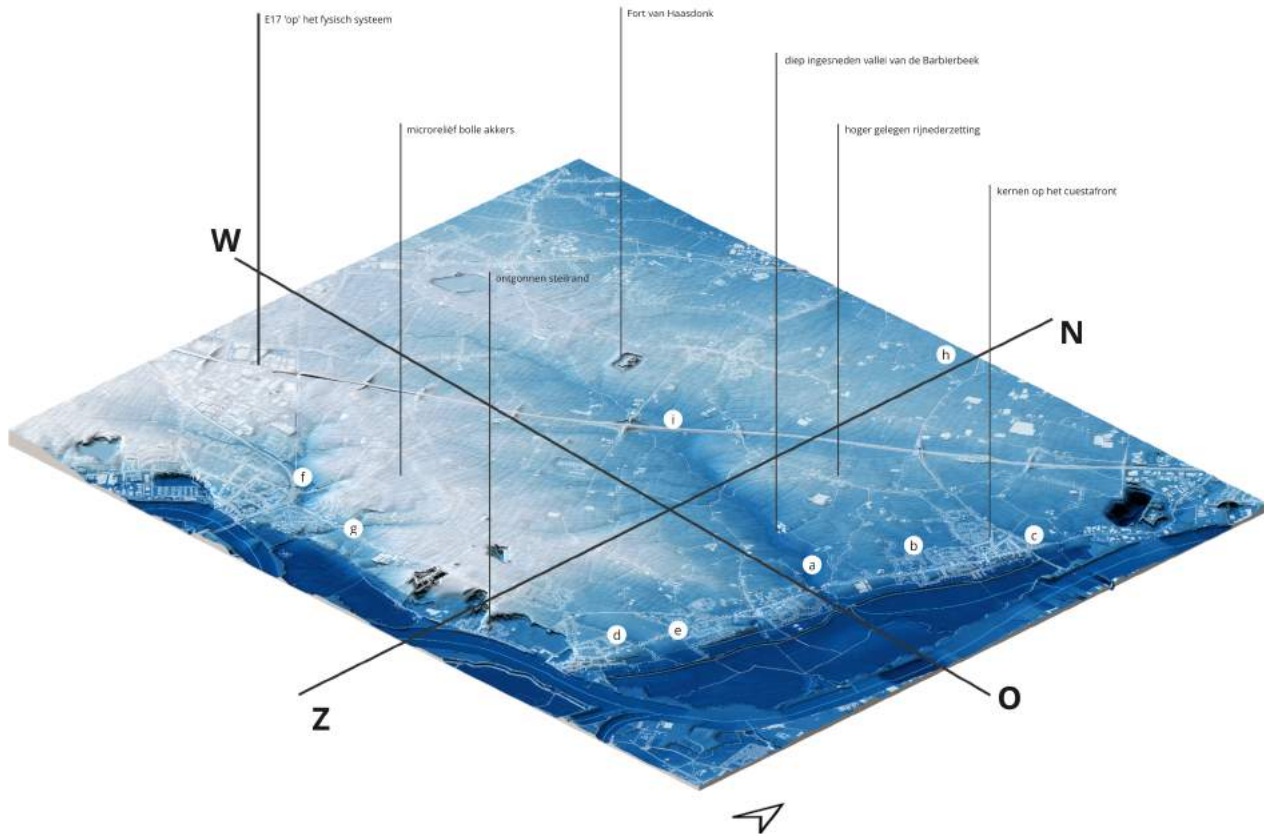 E17 'op' het fysisch systeem
Fort van Haasdonk
diep ingesneden vallei van de Barbierbeek
microreliëf bolle akkers
hoger gelegen rijnederzetting
kernen op het cuestafront
W
ontgonnen steilrand
N
h
i
f
g
b
c
a
d
e
O
Z